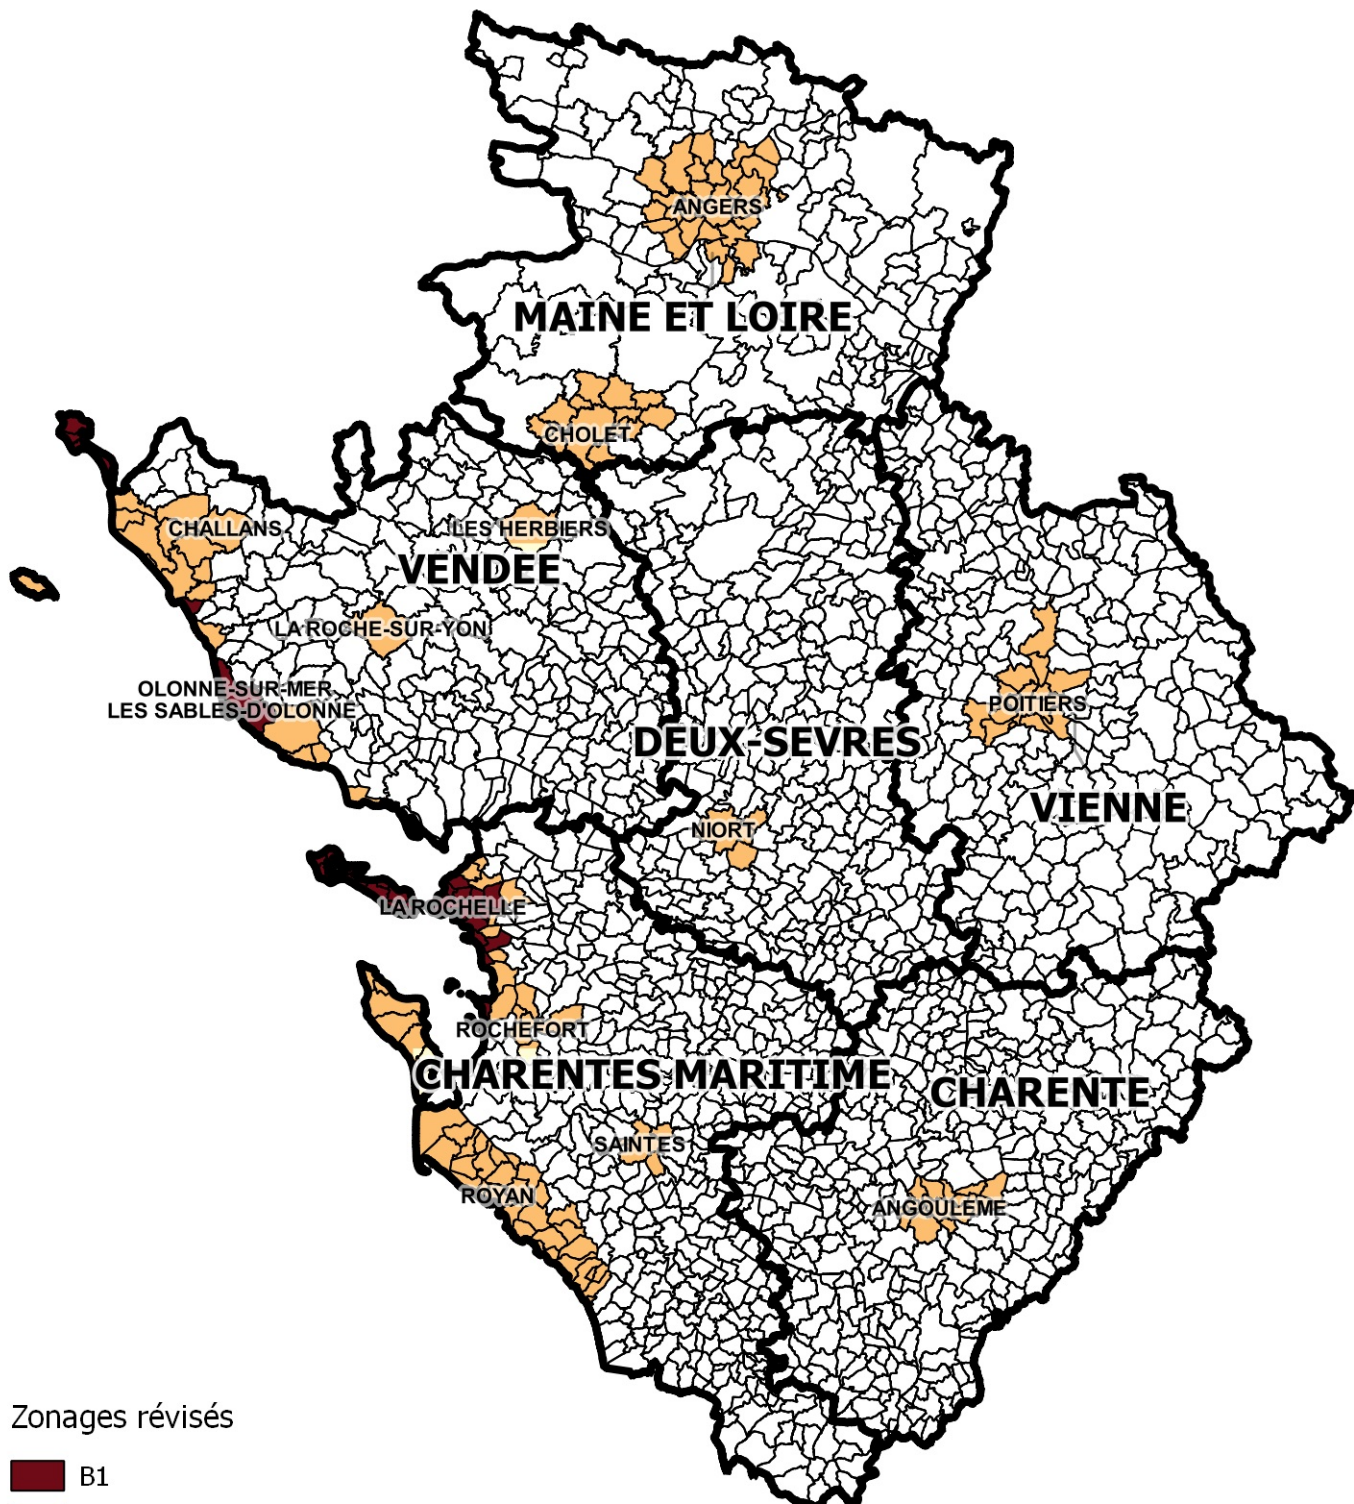 ANGERS
MAINE ET LOIRE
CHOLET
CHALLANS
LES HERBIERS
VENDEE
LA ROCHE-SUR-YON
OLONNE-SUR-MER
LES SABLES-D'OLONNE
POITIERS
DEUX-SEVRES
VIENNE
NIORT
LA ROCHELLE
ROCHEFORT
CHARENTES MARITIME
CHARENTE
SAINTES
ROYAN
ANGOULEME
Zonages révisés
B1